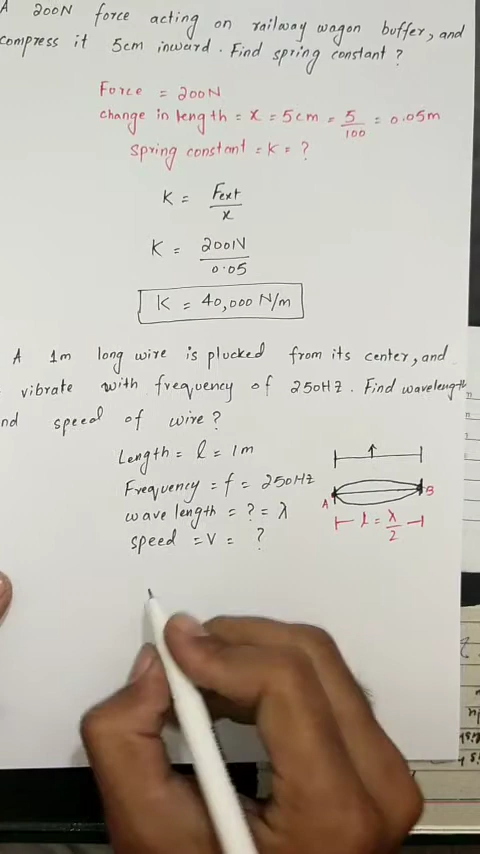 A 200N force acting on railway wagon buffer, and
compress it 5cm inward. Find spring constant?
Force = 200N
change in length = x = 5cm = 5/100 = 0.05m
spring constant = K = ?
K = Fext/x
K = 200N/0.05
K = 40,000 N/m
A 1m long wire is plucked from its center, and
vibrate with frequency of 250HZ. Find wavelength
nd speed of wire?
Length = l = 1m
Frequency = f = 250HZ
wave length = ? = λ
speed = V = ?
A B
l = λ/2